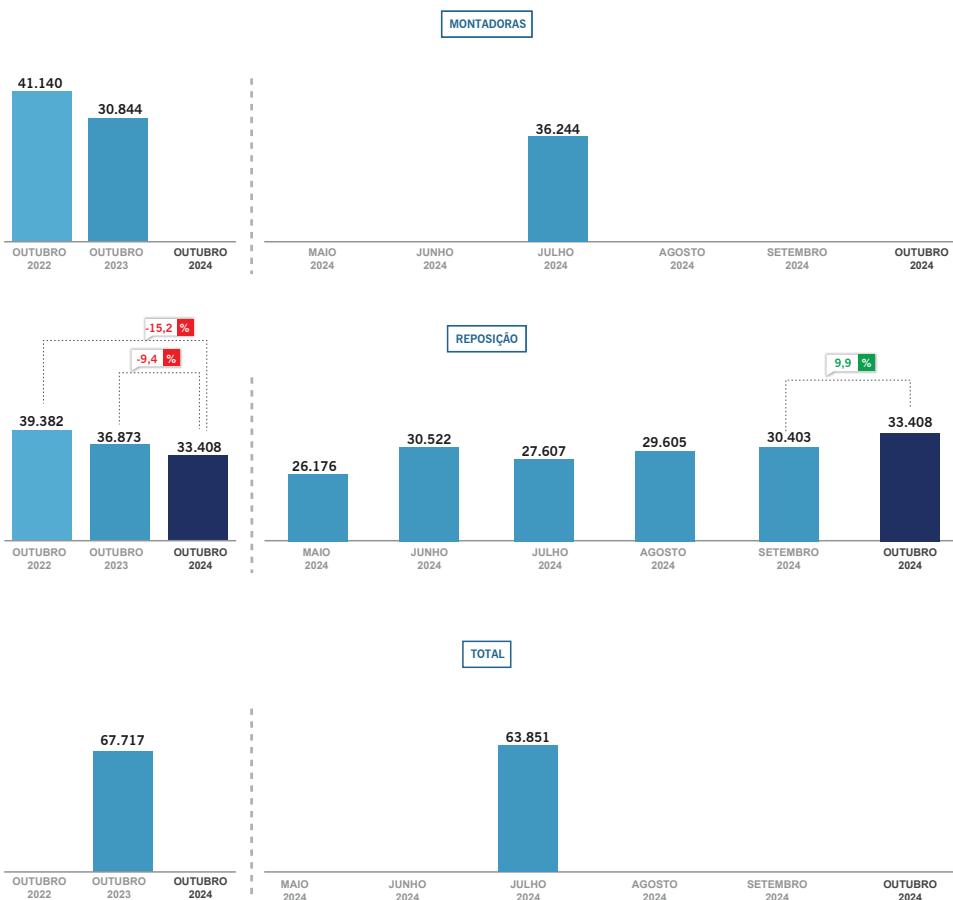 MONTADORAS
41.140
30.844
36.244
OUTUBRO
2022
OUTUBRO
2023
OUTUBRO
2024
MAIO
2024
JUNHO
2024
JULHO
2024
AGOSTO
2024
SETEMBRO
2024
OUTUBRO
2024
REPOSIÇÃO
-15,2 %
-9,4 %
9,9 %
39.382
36.873
33.408
26.176
30.522
27.607
29.605
30.403
33.408
OUTUBRO
2022
OUTUBRO
2023
OUTUBRO
2024
MAIO
2024
JUNHO
2024
JULHO
2024
AGOSTO
2024
SETEMBRO
2024
OUTUBRO
2024
TOTAL
67.717
63.851
OUTUBRO
2022
OUTUBRO
2023
OUTUBRO
2024
MAIO
2024
JUNHO
2024
JULHO
2024
AGOSTO
2024
SETEMBRO
2024
OUTUBRO
2024